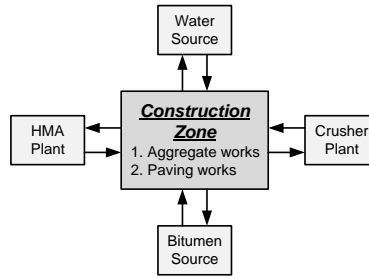 Water
Source
Construction
Zone
1. Aggregate works
2. Paving works
HMA
Plant
Crusher
Plant
Bitumen
Source